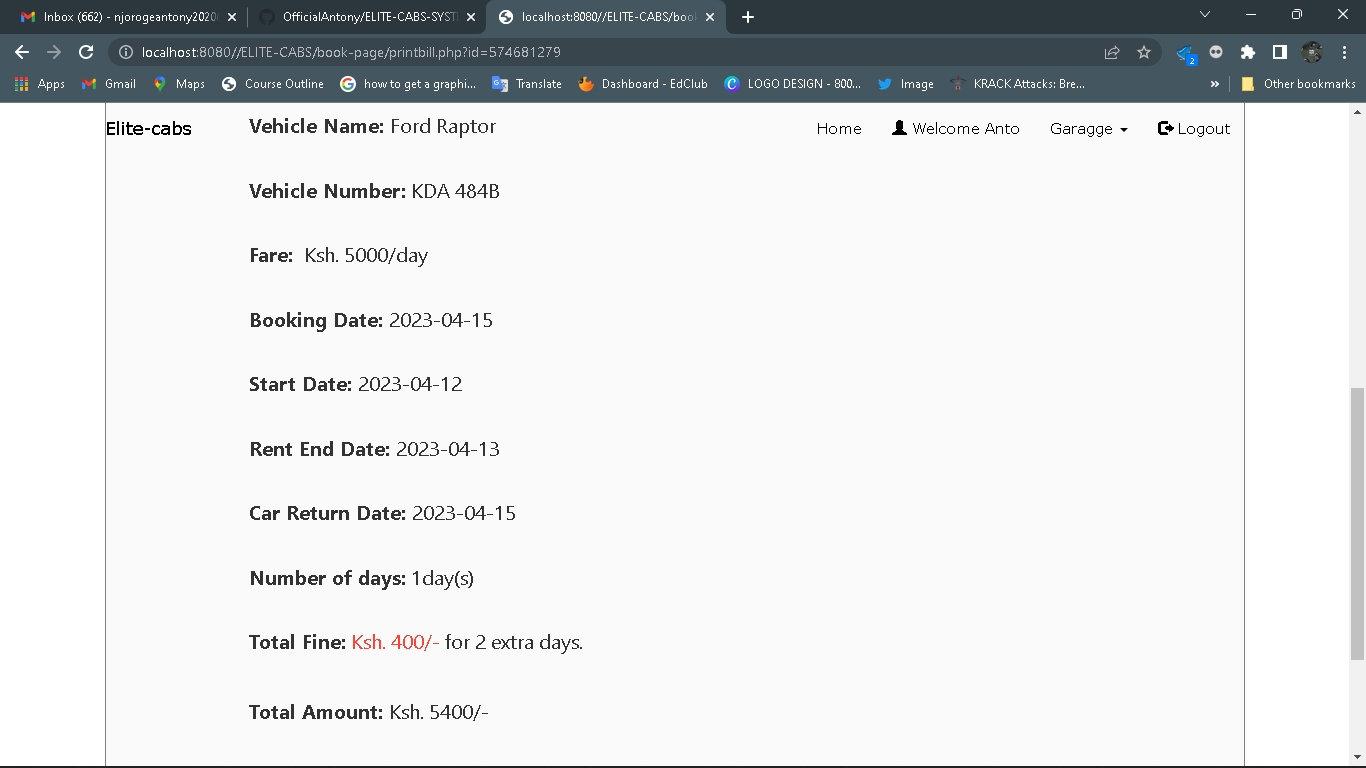 Inbox (662) - njorogeantony2020
OfficialAntony/ELITE-CABS-SYST
localhost:8080//ELITE-CABS/boo
localhost:8080//ELITE-CABS/book-page/printbill.php?id=574681279
2
Apps
Gmail
Maps
Course Outline
how to get a graphi...
Translate
Dashboard - EdClub
LOGO DESIGN - 800...
Image
KRACK Attacks: Bre...
»
Other bookmarks
Elite-cabs
Home
Welcome Anto
Garagge
Logout
Vehicle Name: Ford Raptor
Vehicle Number: KDA 484B
Fare: Ksh. 5000/day
Booking Date: 2023-04-15
Start Date: 2023-04-12
Rent End Date: 2023-04-13
Car Return Date: 2023-04-15
Number of days: 1day(s)
Total Fine: Ksh. 400/- for 2 extra days.
Total Amount: Ksh. 5400/-